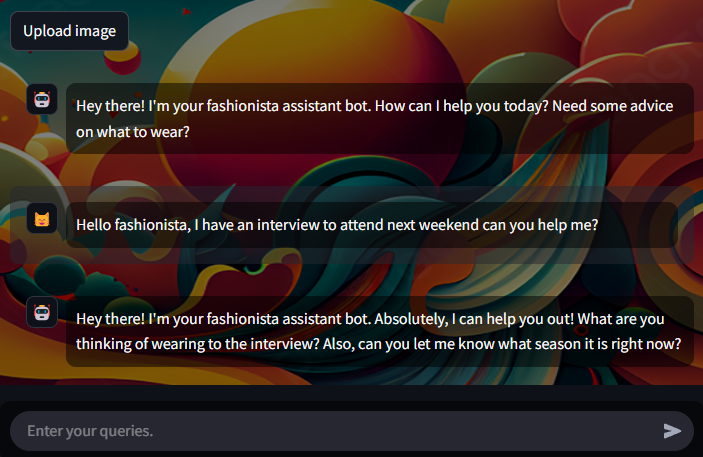 Upload image
Hey there! I'm your fashionista assistant bot. How can I help you today? Need some advice
on what to wear?
Hello fashionista, I have an interview to attend next weekend can you help me?
Hey there! I'm your fashionista assistant bot. Absolutely, I can help you out! What are you
thinking of wearing to the interview? Also, can you let me know what season it is right now?
Enter your queries.